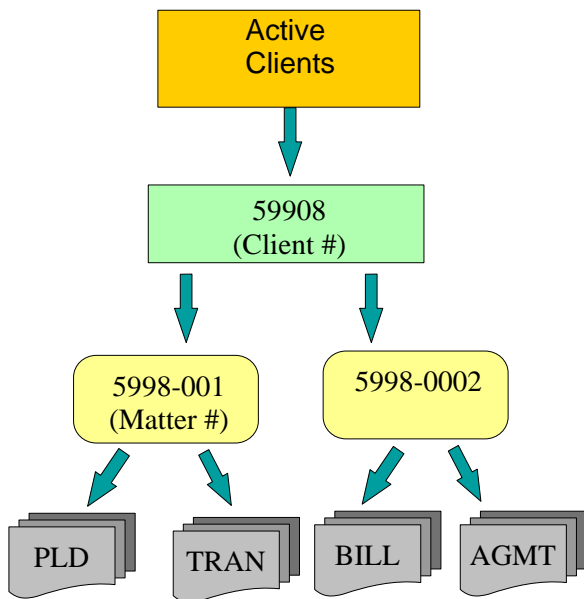 Active
Clients
59908
(Client #)
5998-001
(Matter #)
5998-0002
PLD
TRAN
BILL
AGMT